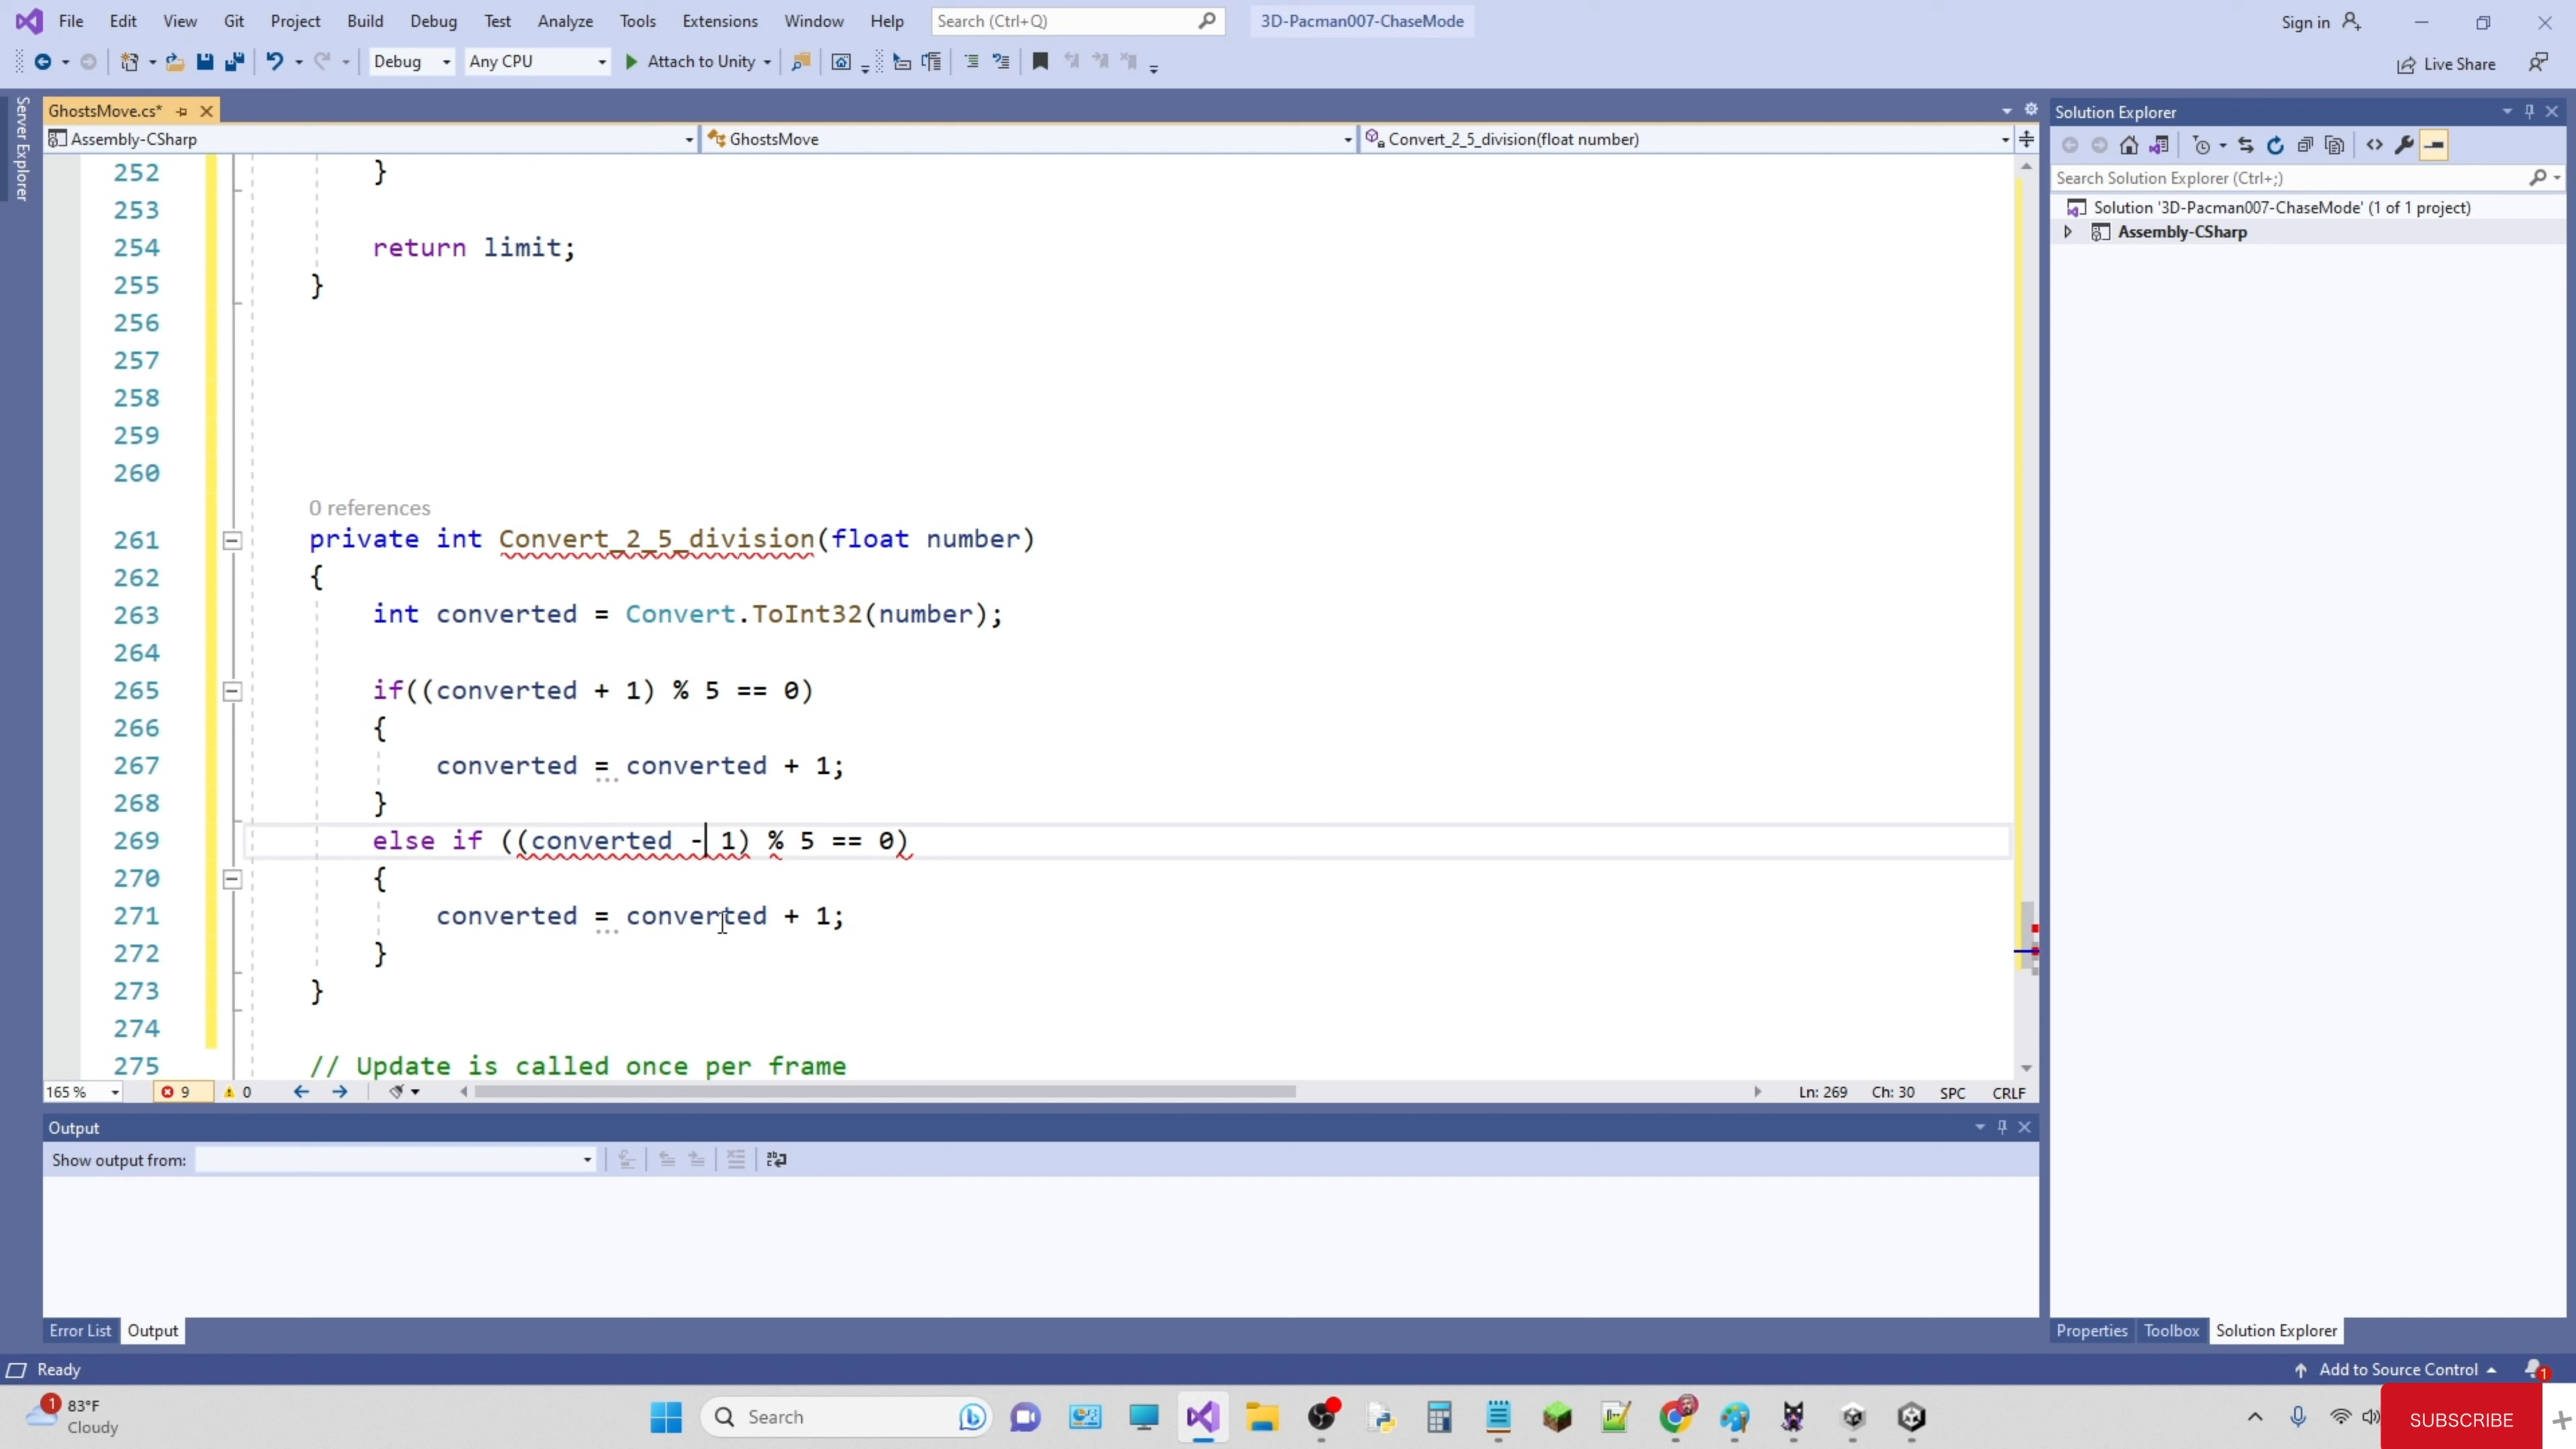 File Edit View Git Project Build Debug Test Analyze Tools Extensions Window Help Search (Ctrl+Q) 3D-Pacman007-ChaseMode Sign in
Debug Any CPU Attach to Unity Live Share
Server Explorer
GhostsMove.cs*
Assembly-CSharp GhostsMove Convert_2_5_division(float number)
252 }
253
254 return limit;
255 }
256
257
258
259
260
0 references
261 private int Convert_2_5_division(float number)
262 {
263 int converted = Convert.ToInt32(number);
264
265 if((converted + 1) % 5 == 0)
266 {
267 converted = converted + 1;
268 }
269 else if ((converted - 1) % 5 == 0)
270 {
271 converted = converted + 1;
272 }
273 }
274
275 // Update is called once per frame
165 % 9 0 Ln: 269 Ch: 30 SPC CRLF
Output
Show output from:
Error List Output
Solution Explorer
Search Solution Explorer (Ctrl+;)
Solution '3D-Pacman007-ChaseMode' (1 of 1 project)
Assembly-CSharp
Properties Toolbox Solution Explorer
Ready Add to Source Control 1
1 83°F
Cloudy
Search
SUBSCRIBE